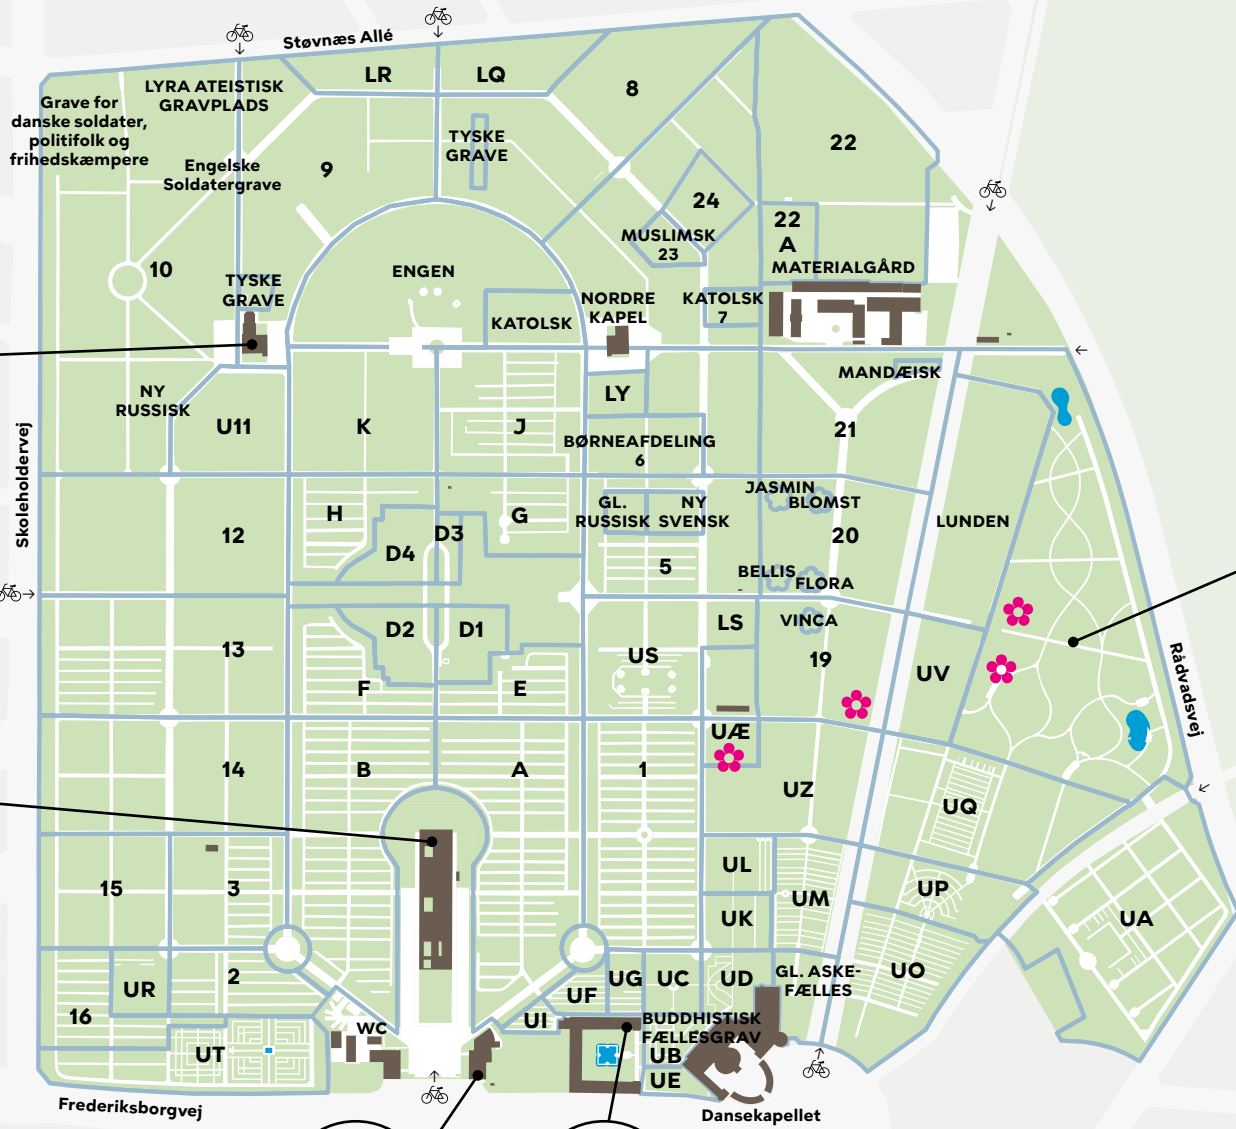 Støvnæs Allé
LR
LQ
8
LYRA ATEISTISK
GRAVPLADS
Grave for
danske soldater,
politifolk og
frihedskæmpere
Engelske
Soldatergrave
9
TYSKE
GRAVE
22
24
MUSLIMSK
23
22
A
MATERIALGÅRD
10
TYSKE
GRAVE
ENGEN
KATOLSK
NORDRE
KAPEL
KATOLSK
7
MANDÆISK
NY
RUSSISK
U11
K
J
LY
BØRNEAFDELING
6
21
Skoleholdervej
12
H
D4
D3
G
GL.
RUSSISK
NY
SVENSK
JASMIN
BLOMST
20
LUNDEN
5
BELLIS
FLORA
13
D2
D1
F
E
US
LS
VINCA
19
UV
Rådvadsvej
14
B
A
1
UÆ
UZ
UQ
15
3
UL
UM
UP
UK
UA
UR
2
16
UT
WC
UF
UG
UC
UD
GL. ASKE-
FÆLLES
UO
UI
BUDDHISTISK
FÆLLESGRAV
UB
UE
Frederiksborgvej
Dansekapellet